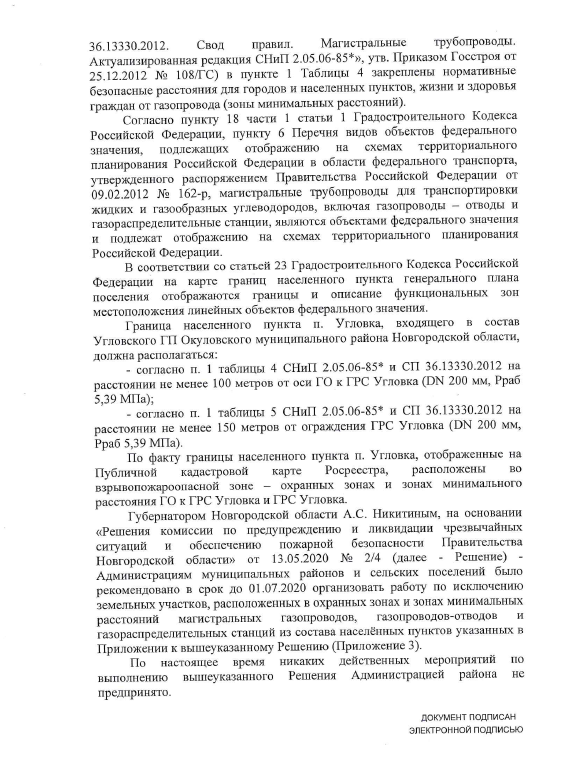 36.13330.2012. Свод правил. Магистральные трубопроводы.
Актуализированная редакция СНиП 2.05.06-85*», утв. Приказом Госстроя от
25.12.2012 № 108/ГС) в пункте 1 Таблицы 4 закреплены нормативные
безопасные расстояния для городов и населенных пунктов, жизни и здоровья
граждан от газопровода (зоны минимальных расстояний).
Согласно пункту 18 части 1 статьи 1 Градостроительного Кодекса
Российской Федерации, пункту 6 Перечня видов объектов федерального
значения, подлежащих отображению на схемах территориального
планирования Российской Федерации в области федерального транспорта,
утвержденного распоряжением Правительства Российской Федерации от
09.02.2012 № 162-р, магистральные трубопроводы для транспортировки
жидких и газообразных углеводородов, включая газопроводы – отводы и
газораспределительные станции, являются объектами федерального значения
и подлежат отображению на схемах территориального планирования
Российской Федерации.
В соответствии со статьей 23 Градостроительного Кодекса Российской
Федерации на карте границ населенного пункта генерального плана
поселения отображаются границы и описание функциональных зон
местоположения линейных объектов федерального значения.
Граница населенного пункта п. Угловка, входящего в состав
Угловского ГП Окуловского муниципального района Новгородской области,
должна располагаться:
- согласно п. 1 таблицы 4 СНиП 2.05.06-85* и СП 36.13330.2012 на
расстоянии не менее 100 метров от оси ГО к ГРС Угловка (DN 200 мм, Рраб
5,39 МПа);
- согласно п. 1 таблицы 5 СНиП 2.05.06-85* и СП 36.13330.2012 на
расстоянии не менее 150 метров от ограждения ГРС Угловка (DN 200 мм,
Рраб 5,39 МПа).
По факту границы населенного пункта п. Угловка, отображенные на
Публичной кадастровой карте Росреестра, расположены во
взрывопожароопасной зоне – охранных зонах и зонах минимального
расстояния ГО к ГРС Угловка и ГРС Угловка.
Губернатором Новгородской области А.С. Никитиным, на основании
«Решения комиссии по предупреждению и ликвидации чрезвычайных
ситуаций и обеспечению пожарной безопасности Правительства
Новгородской области» от 13.05.2020 № 2/4 (далее - Решение) -
Администрациям муниципальных районов и сельских поселений было
рекомендовано в срок до 01.07.2020 организовать работу по исключению
земельных участков, расположенных в охранных зонах и зонах минимальных
расстояний магистральных газопроводов, газопроводов-отводов и
газораспределительных станций из состава населённых пунктов указанных в
Приложении к вышеуказанному Решению (Приложение 3).
По настоящее время никаких действенных мероприятий по
выполнению вышеуказанного Решения Администрацией района не
предпринято.
ДОКУМЕНТ ПОДПИСАН
ЭЛЕКТРОННОЙ ПОДПИСЬЮ